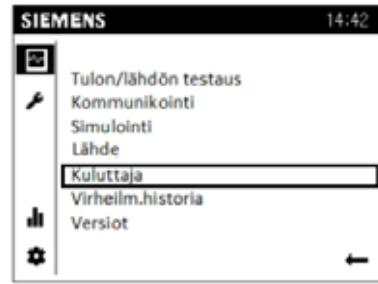 SIEMENS 14:42
Tulon/lähdön testaus
Kommunikointi
Simulointi
Lähde
Kuluttaja
Virheilm.historia
Versiot